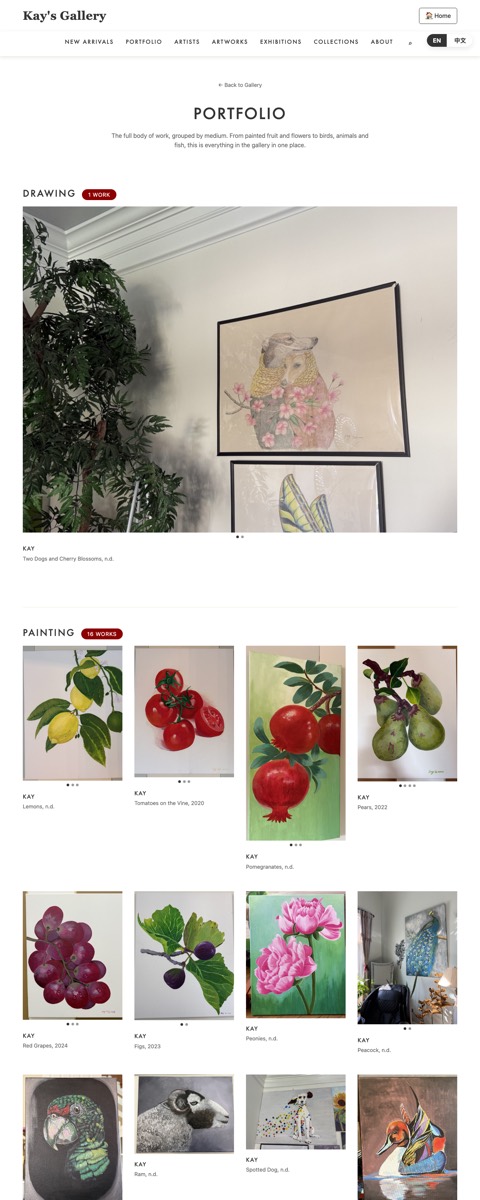 Kay's Gallery
🏠 Home
NEW ARRIVALS PORTFOLIO ARTISTS ARTWORKS EXHIBITIONS COLLECTIONS ABOUT
EN 中文
← Back to Gallery
PORTFOLIO
The full body of work, grouped by medium. From painted fruit and flowers to birds, animals and
fish, this is everything in the gallery in one place.
DRAWING 1 WORK
KAY
Two Dogs and Cherry Blossoms, n.d.
PAINTING 16 WORKS
KAY
Lemons, n.d.
KAY
Tomatoes on the Vine, 2020
KAY
Pomegranates, n.d.
KAY
Pears, 2022
KAY
Red Grapes, 2024
KAY
Figs, 2023
KAY
Peonies, n.d.
KAY
Peacock, n.d.
KAY
Ram, n.d.
KAY
Spotted Dog, n.d.